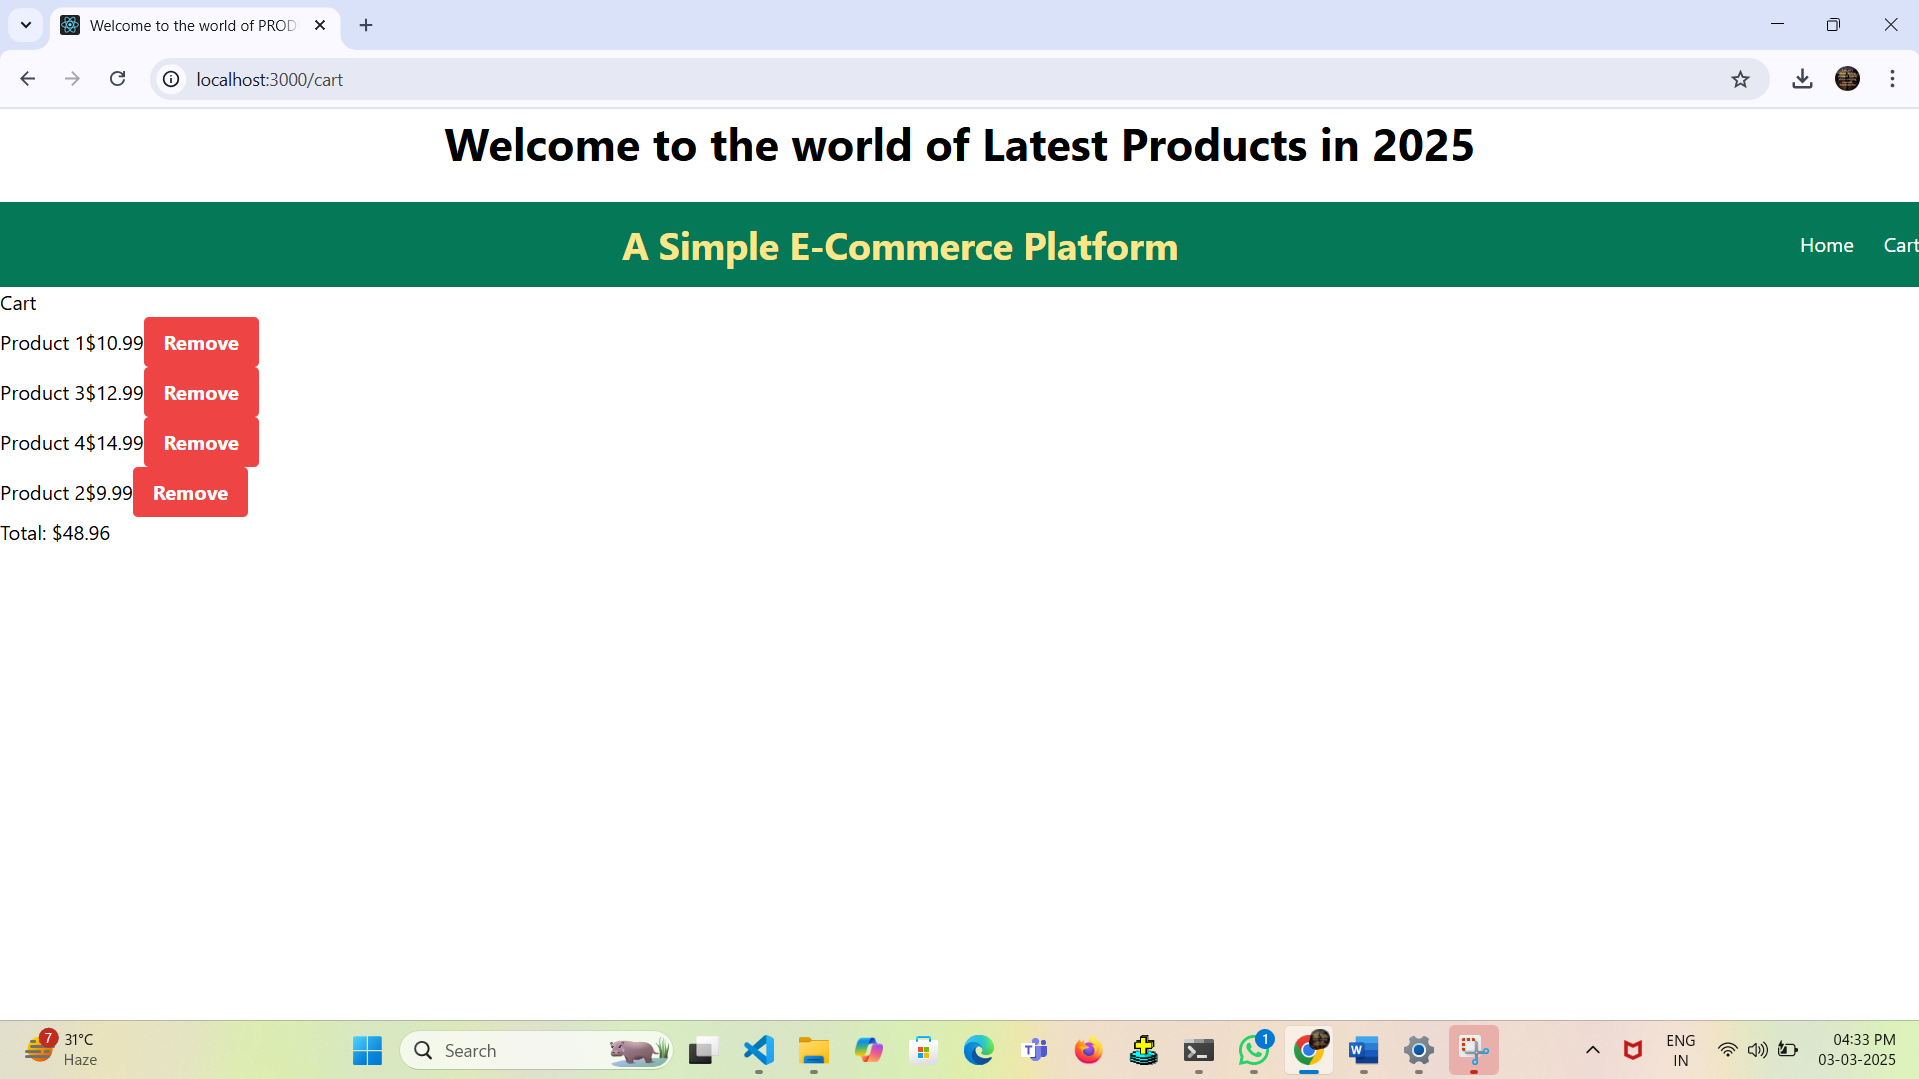 Welcome to the world of PROD
localhost:3000/cart
Welcome to the world of Latest Products in 2025
A Simple E-Commerce Platform
Home
Cart
Cart
Product 1$10.99 Remove
Product 3$12.99 Remove
Product 4$14.99 Remove
Product 2$9.99 Remove
Total: $48.96
7
31°C
Haze
Search
1
ENG
IN
04:33 PM
03-03-2025